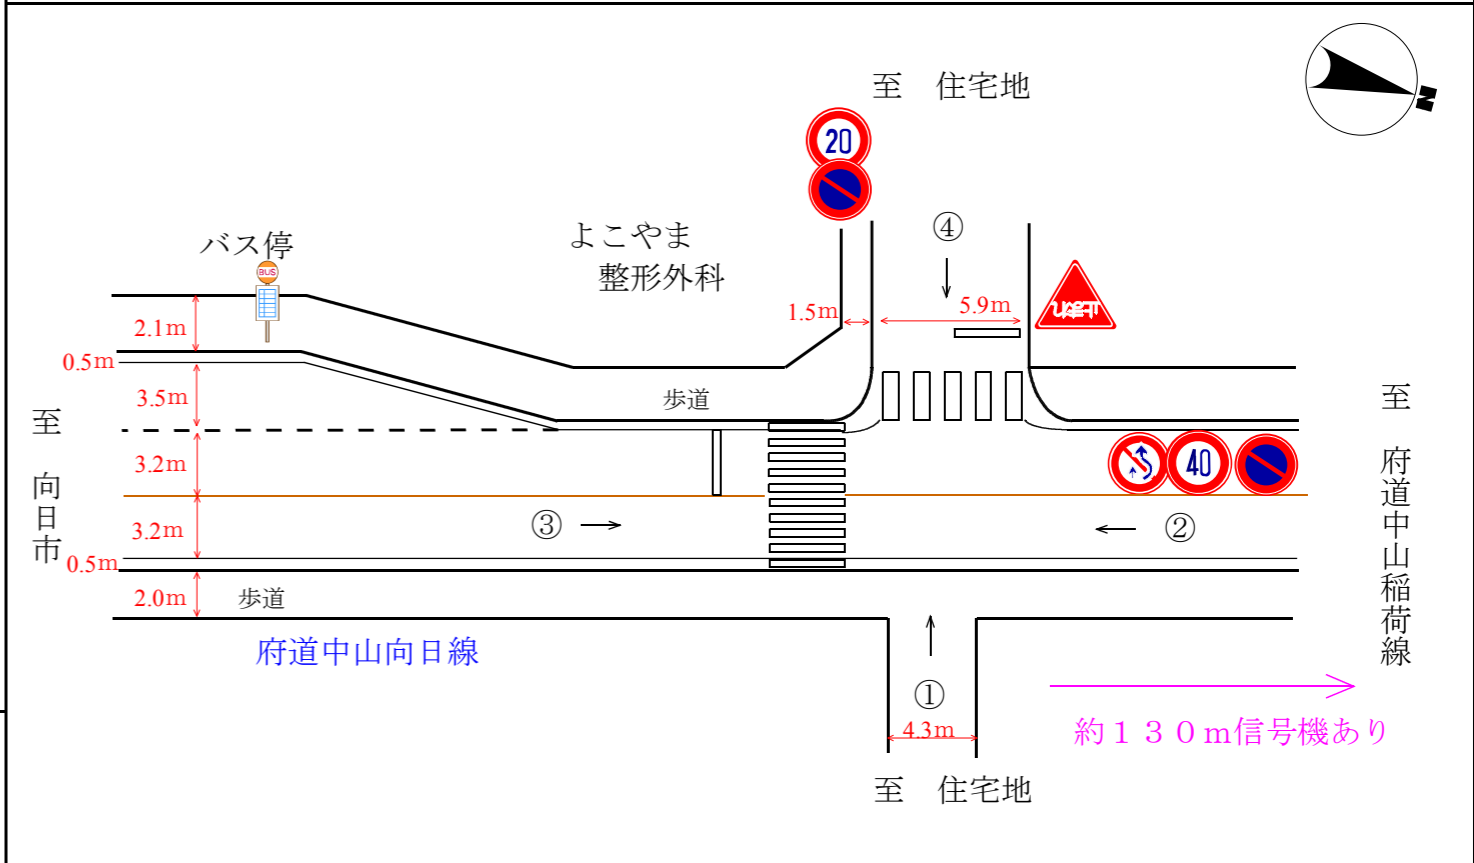 至　住宅地
N
20
④
バス停
BUS
よこやま
整形外科
1.5m
5.9m
止まれ
2.1m
0.5m
3.5m
歩道
至　向日市
3.2m
40
至　府道中山稲荷線
3.2m
③
②
0.5m
2.0m
歩道
府道中山向日線
①
4.3m
約１３０m信号機あり
至　住宅地